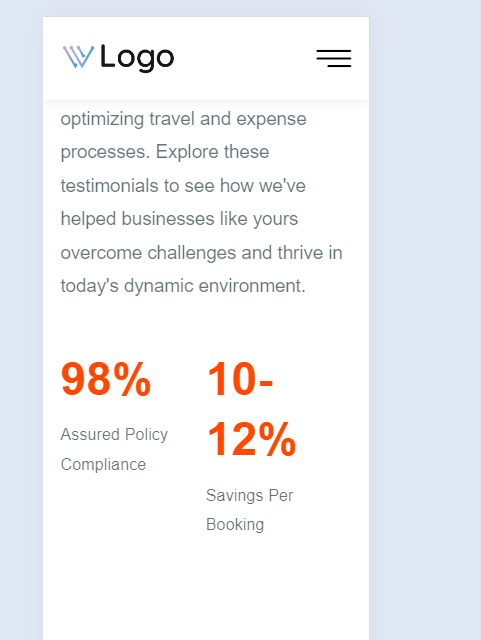 Logo
optimizing travel and expense
processes. Explore these
testimonials to see how we've
helped businesses like yours
overcome challenges and thrive in
today's dynamic environment.
98%
Assured Policy
Compliance
10-
12%
Savings Per
Booking